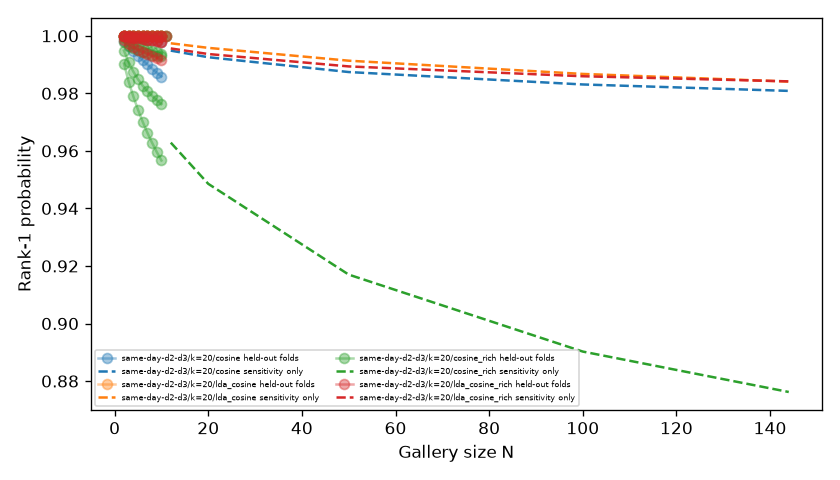 1.00
0.98
0.96
0.94
0.92
0.90
0.88
Rank-1 probability
same-day-d2-d3/k=20/cosine held-out folds
same-day-d2-d3/k=20/cosine sensitivity only
same-day-d2-d3/k=20/lda_cosine held-out folds
same-day-d2-d3/k=20/lda_cosine sensitivity only
same-day-d2-d3/k=20/cosine_rich held-out folds
same-day-d2-d3/k=20/cosine_rich sensitivity only
same-day-d2-d3/k=20/lda_cosine_rich held-out folds
same-day-d2-d3/k=20/lda_cosine_rich sensitivity only
0 20 40 60 80 100 120 140
Gallery size N